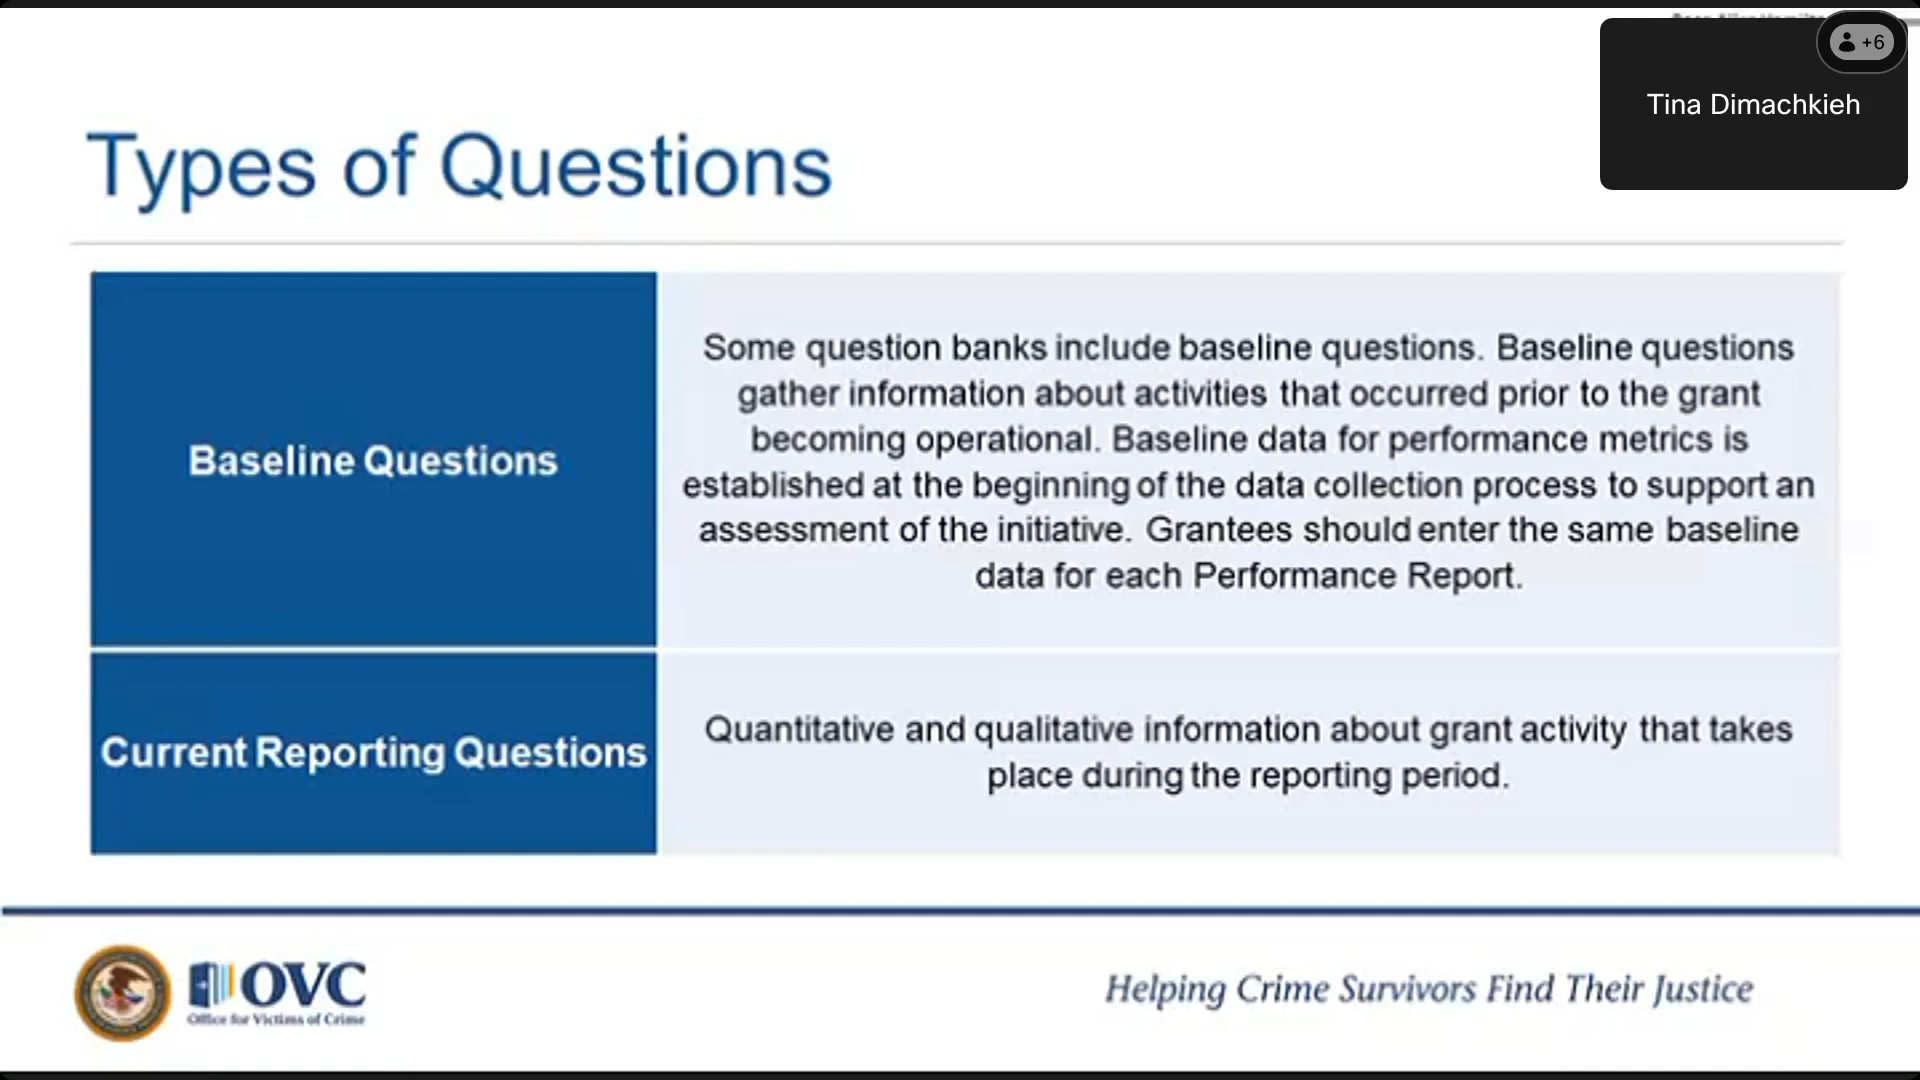 +6
Tina Dimachkieh
Types of Questions
Baseline Questions
Some question banks include baseline questions. Baseline questions
gather information about activities that occurred prior to the grant
becoming operational. Baseline data for performance metrics is
established at the beginning of the data collection process to support an
assessment of the initiative. Grantees should enter the same baseline
data for each Performance Report.
Current Reporting Questions
Quantitative and qualitative information about grant activity that takes
place during the reporting period.
OVC
Office for Victims of Crime
Helping Crime Survivors Find Their Justice